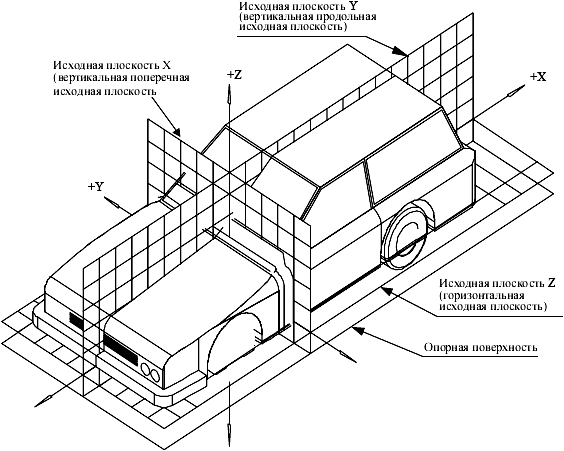 Исходная плоскость Y
(вертикальная продольная
исходная плоскость)
Исходная плоскость X
(вертикальная поперечная
исходная плоскость
+Z
+X
+Y
Исходная плоскость Z
(горизонтальная
исходная плоскость)
Опорная поверхность